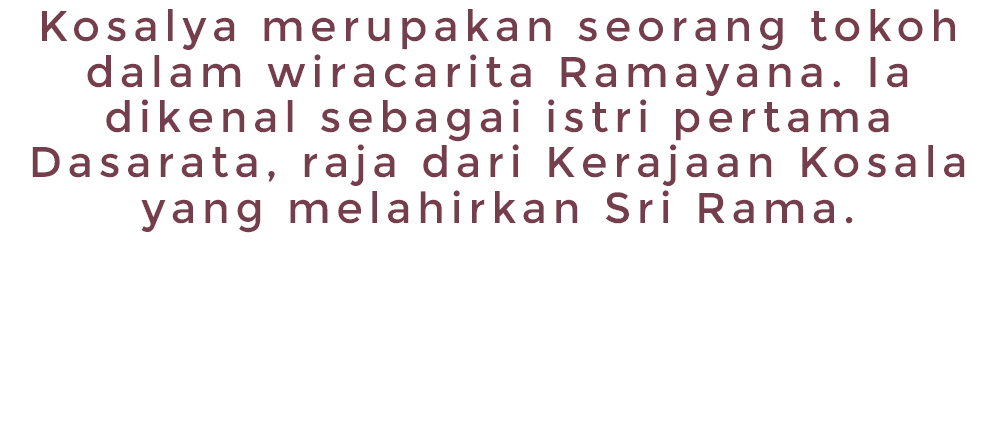 Kosalya merupakan seorang tokoh
dalam wiracarita Ramayana. Ia
dikenal sebagai istri pertama
Dasarata, raja dari Kerajaan Kosala
yang melahirkan Sri Rama.